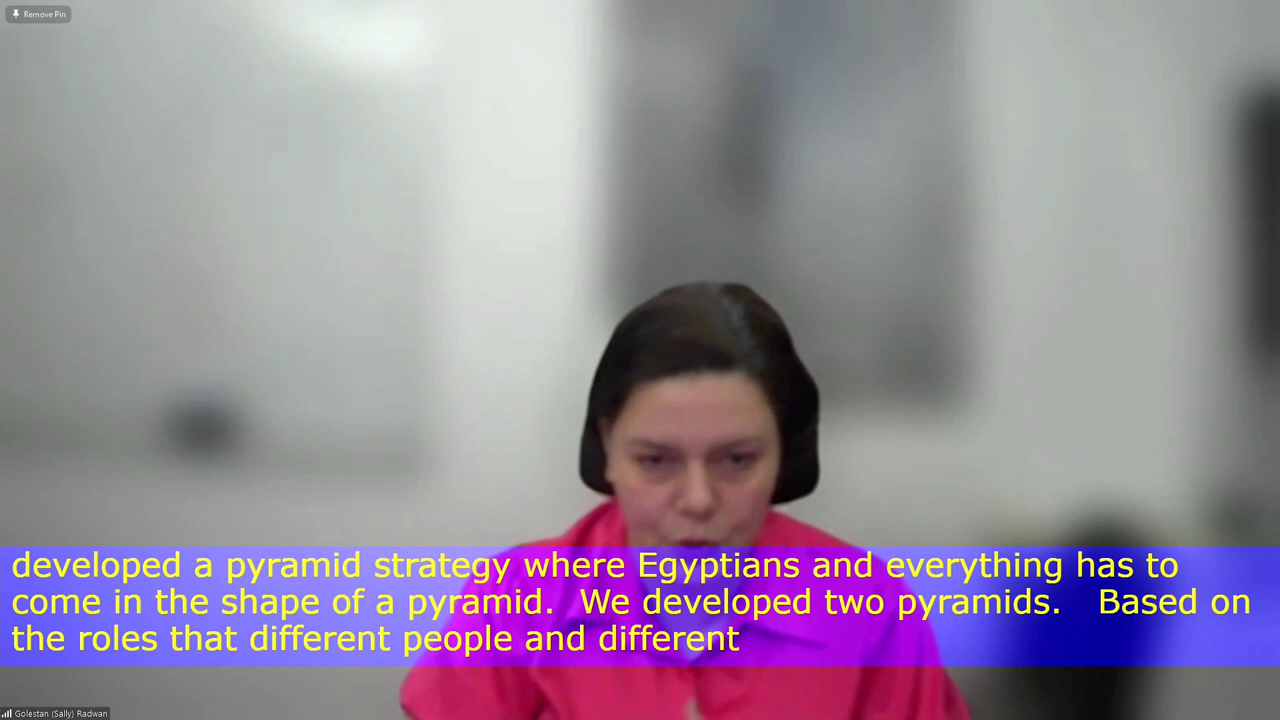 Remove Pin
developed a pyramid strategy where Egyptians and everything has to
come in the shape of a pyramid.  We developed two pyramids.   Based on
the roles that different people and different
Golestan (Sally) Radwan